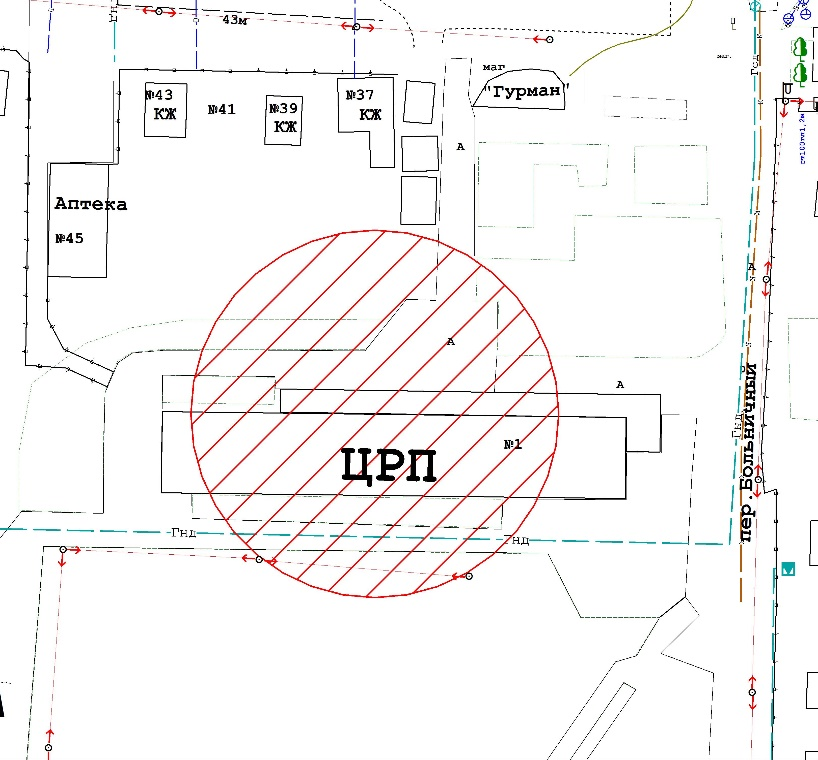 43м
маг
"Гурман"
маг.
Гнд
№43
КЖ
№41
№39
КЖ
№37
КЖ
А
Аптека
№45
А
А
А
№1
ЦРП
Гнд
Гнд
пер.Больничный